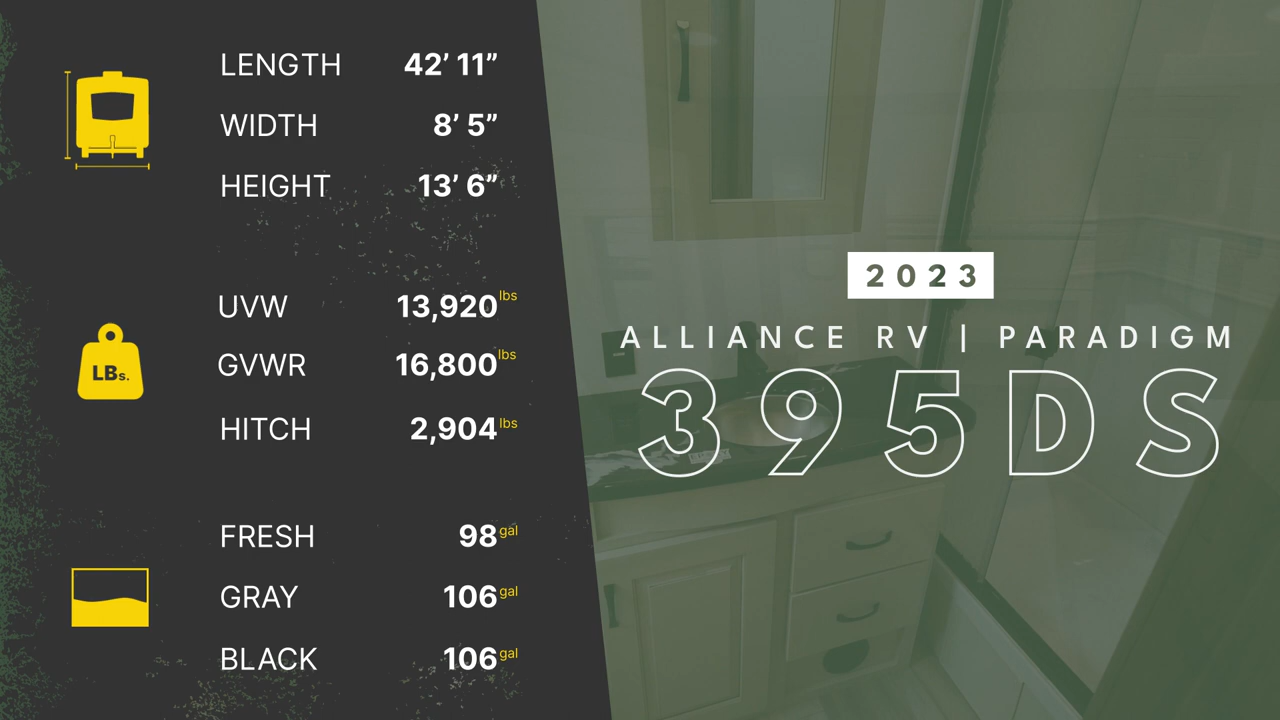 LENGTH 42’ 11”
WIDTH 8’ 5”
HEIGHT 13’ 6”
LBs.
UVW 13,920 lbs
GVWR 16,800 lbs
HITCH 2,904 lbs
FRESH 98 gal
GRAY 106 gal
BLACK 106 gal
2023
ALLIANCE RV | PARADIGM
395DS